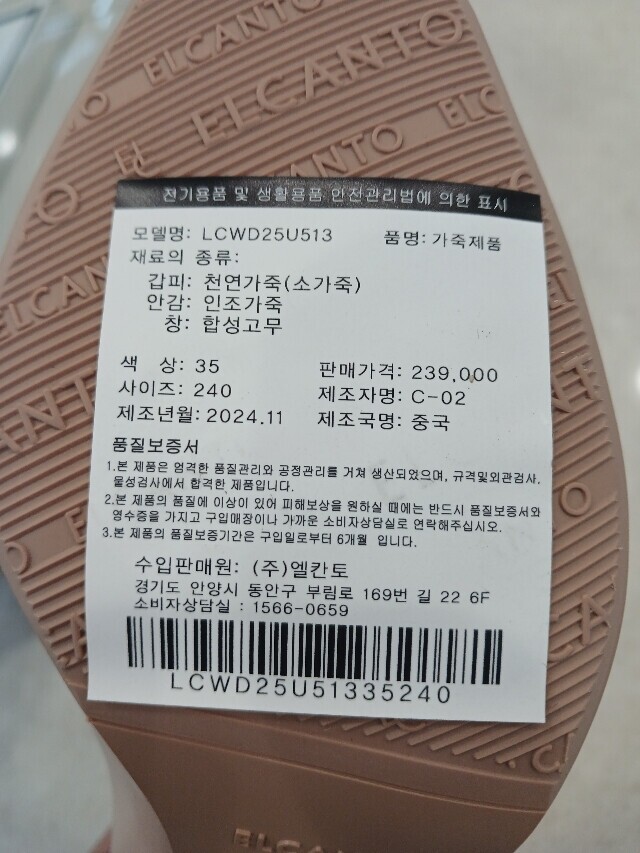 ELCANTO
ELCANTO
ELCANTO
전기용품 및 생활용품 안전관리법에 의한 표시
모델명: LCWD25U513 품명: 가죽제품
재료의 종류:
갑피: 천연가죽(소가죽)
안감: 인조가죽
창: 합성고무
색 상: 35 판매가격: 239,000
사이즈: 240 제조자명: C-02
제조년월: 2024.11 제조국명: 중국
품질보증서
1.본 제품은 엄격한 품질관리와 공정관리를 거쳐 생산되었으며, 규격및외관검사.
물성검사에서 합격한 제품입니다.
2.본 제품의 품질에 이상이 있어 피해보상을 원하실 때에는 반드시 품질보증서와
영수증을 가지고 구입매장이나 가까운 소비자상담실로 연락해주십시오.
3.본 제품의 품질보증기간은 구입일로부터 6개월 입니다.
수입판매원: (주)엘칸토
경기도 안양시 동안구 부림로 169번 길 22 6F
소비자상담실 : 1566-0659
LCWD25U51335240
ELCANTO